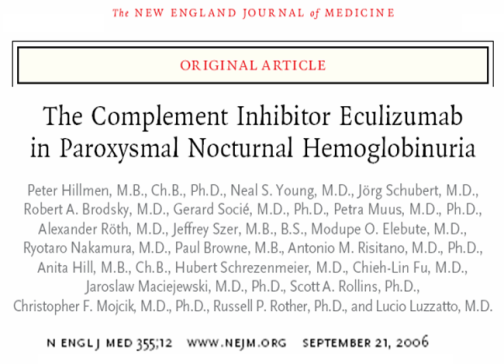 The NEW ENGLAND JOURNAL of MEDICINE
ORIGINAL ARTICLE
The Complement Inhibitor Eculizumab
in Paroxysmal Nocturnal Hemoglobinuria
Peter Hillmen, M.B., Ch.B., Ph.D., Neal S. Young, M.D., Jörg Schubert, M.D.,
Robert A. Brodsky, M.D., Gerard Socié, M.D., Ph.D., Petra Muus, M.D., Ph.D.,
Alexander Röth, M.D., Jeffrey Szer, M.B., B.S., Modupe O. Elebute, M.D.,
Ryotaro Nakamura, M.D., Paul Browne, M.B., Antonio M. Risitano, M.D., Ph.D.,
Anita Hill, M.B., Ch.B., Hubert Schrezenmeier, M.D., Chieh-Lin Fu, M.D.,
Jaroslaw Maciejewski, M.D., Ph.D., Scott A. Rollins, Ph.D.,
Christopher F. Mojcik, M.D., Ph.D., Russell P. Rother, Ph.D., and Lucio Luzzatto, M.D.
N ENGL J MED 355;12 WWW.NEJM.ORG SEPTEMBER 21, 2006